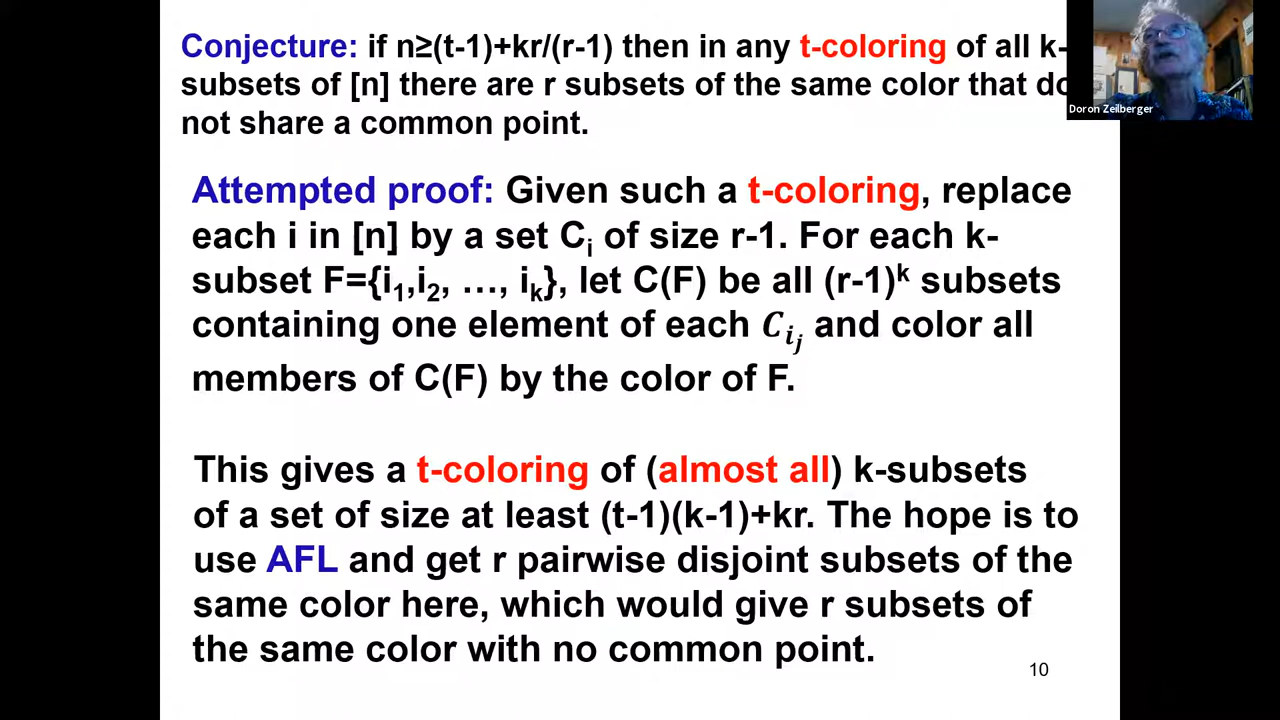 Conjecture: if n≥(t-1)+kr/(r-1) then in any t-coloring of all k-
subsets of [n] there are r subsets of the same color that do
not share a common point.
Doron Zeilberger
Attempted proof: Given such a t-coloring, replace
each i in [n] by a set Cᵢ of size r-1. For each k-
subset F={i₁,i₂, …, iₖ}, let C(F) be all (r-1)ᵏ subsets
containing one element of each C_{i_j} and color all
members of C(F) by the color of F.
This gives a t-coloring of (almost all) k-subsets
of a set of size at least (t-1)(k-1)+kr. The hope is to
use AFL and get r pairwise disjoint subsets of the
same color here, which would give r subsets of
the same color with no common point.
10